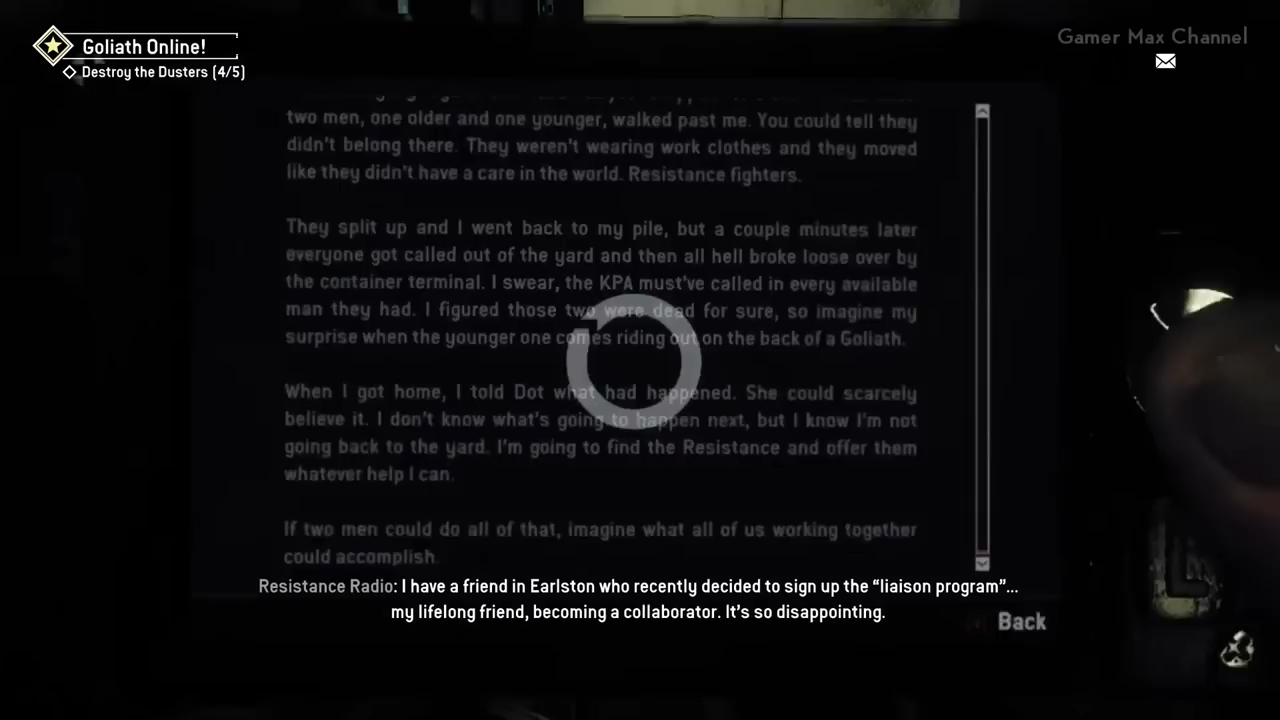 Goliath Online!
Destroy the Dusters (4/5)
Gamer Max Channel
two men, one older and one younger, walked past me. You could tell they
didn't belong there. They weren't wearing work clothes and they moved
like they didn't have a care in the world. Resistance fighters.
They split up and I went back to my pile, but a couple minutes later
everyone got called out of the yard and then all hell broke loose over by
the container terminal. I swear, the KPA must've called in every available
man they had. I figured those two were dead for sure, so imagine my
surprise when the younger one comes riding out on the back of a Goliath.
When I got home, I told Dot what had happened. She could scarcely
believe it. I don't know what's going to happen next, but I know I'm not
going back to the yard. I'm going to find the Resistance and offer them
whatever help I can.
If two men could do all of that, imagine what all of us working together
could accomplish.
Resistance Radio: I have a friend in Earlston who recently decided to sign up the “liaison program”...
my lifelong friend, becoming a collaborator. It's so disappointing.
Back